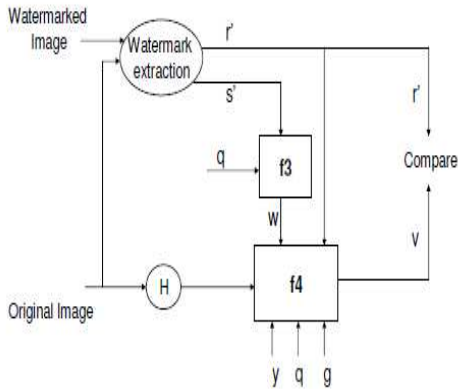 Watermarked
Image
Watermark
extraction
r'
s'
r'
q
f3
Compare
w
v
H
f4
Original Image
y q g